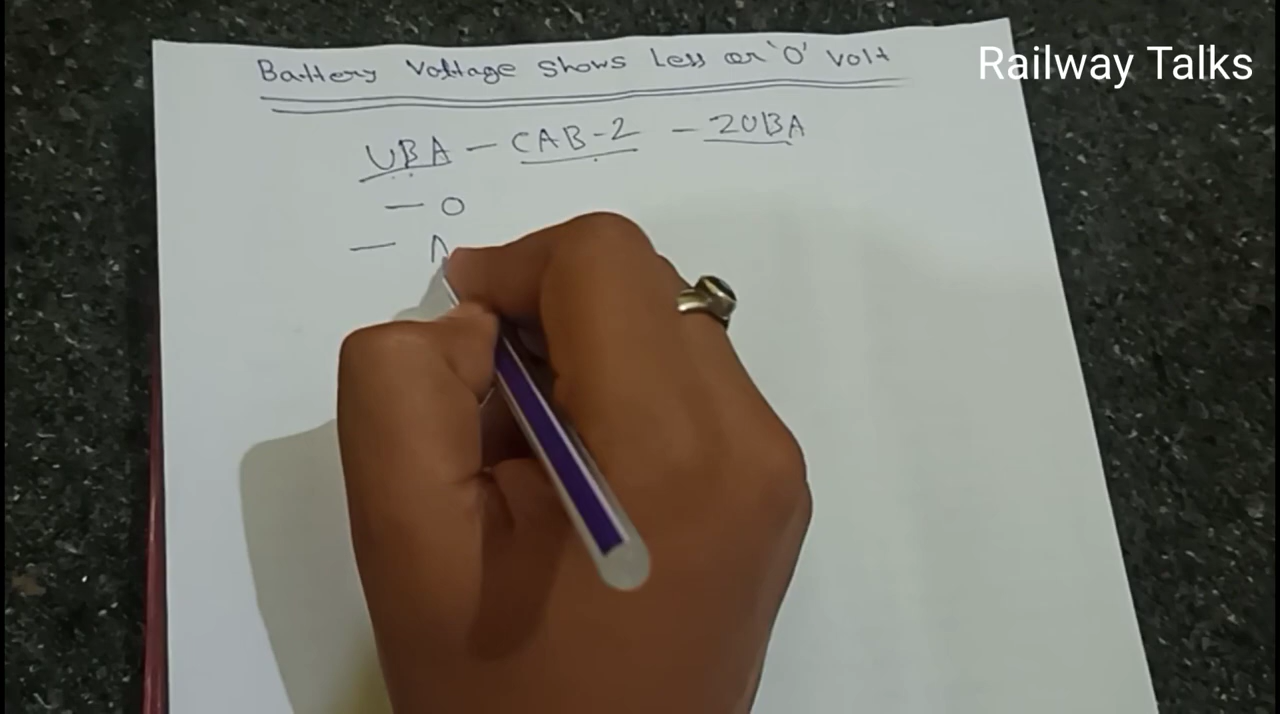 Battery Voltage shows Less or 'O' volt
Railway Talks
UBA - CAB-2 - 20BA
- 0
- N